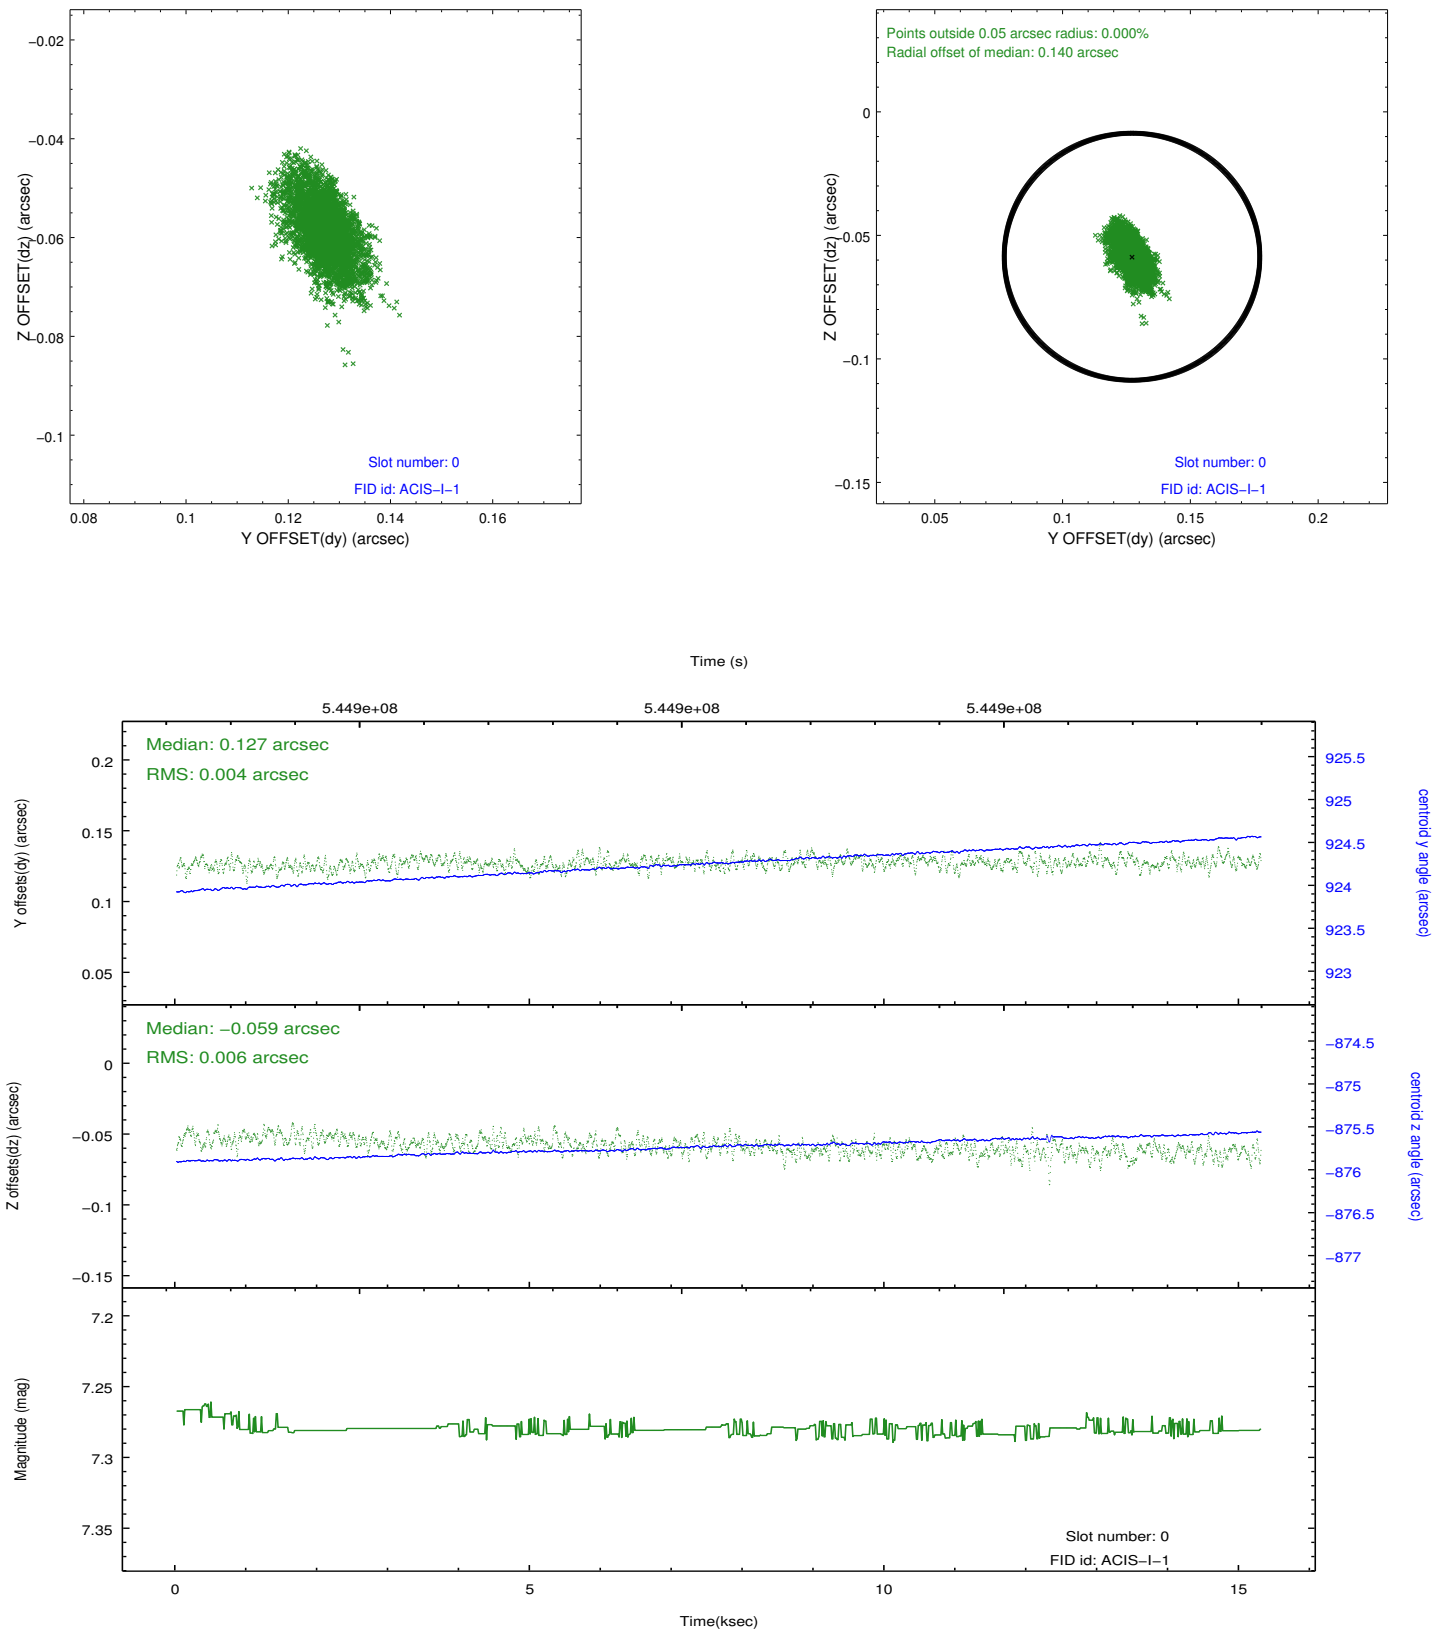 −0.02
−0.04
−0.06
−0.08
−0.1
Z OFFSET(dz) (arcsec)
Slot number: 0
FID id: ACIS−I−1
0.08
0.1
0.12
0.14
0.16
Y OFFSET(dy) (arcsec)
Points outside 0.05 arcsec radius: 0.000%
Radial offset of median: 0.140 arcsec
0
−0.05
−0.1
−0.15
Z OFFSET(dz) (arcsec)
Slot number: 0
FID id: ACIS−I−1
0.05
0.1
0.15
0.2
Y OFFSET(dy) (arcsec)
Time (s)
5.449e+08
5.449e+08
5.449e+08
Median: 0.127 arcsec
RMS: 0.004 arcsec
0.2
0.15
0.1
0.05
Y offsets(dy) (arcsec)
925.5
925
924.5
924
923.5
923
centroid y angle (arcsec)
Median: −0.059 arcsec
RMS: 0.006 arcsec
0
−0.05
−0.1
−0.15
Z offsets(dz) (arcsec)
−874.5
−875
−875.5
−876
−876.5
−877
centroid z angle (arcsec)
7.2
7.25
7.3
7.35
Magnitude (mag)
Slot number: 0
FID id: ACIS−I−1
0
5
10
15
Time(ksec)